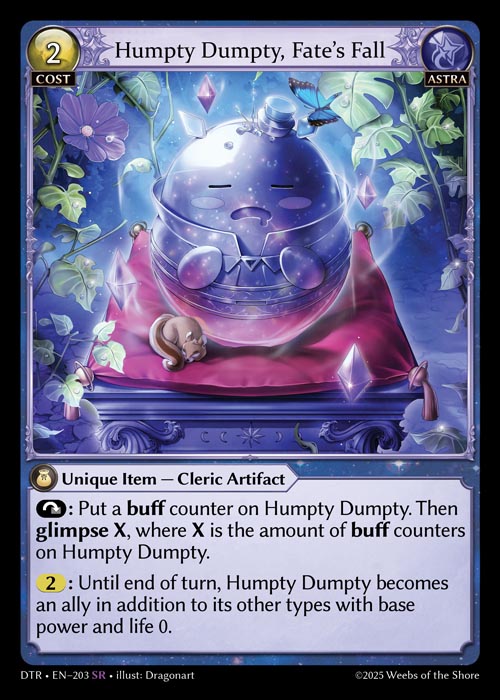 2
COST
Humpty Dumpty, Fate's Fall
ASTRA
Unique Item — Cleric Artifact
: Put a buff counter on Humpty Dumpty. Then
glimpse X, where X is the amount of buff counters
on Humpty Dumpty.
2 : Until end of turn, Humpty Dumpty becomes
an ally in addition to its other types with base
power and life 0.
DTR • EN–203 SR • illust: Dragonart
©2025 Weebs of the Shore